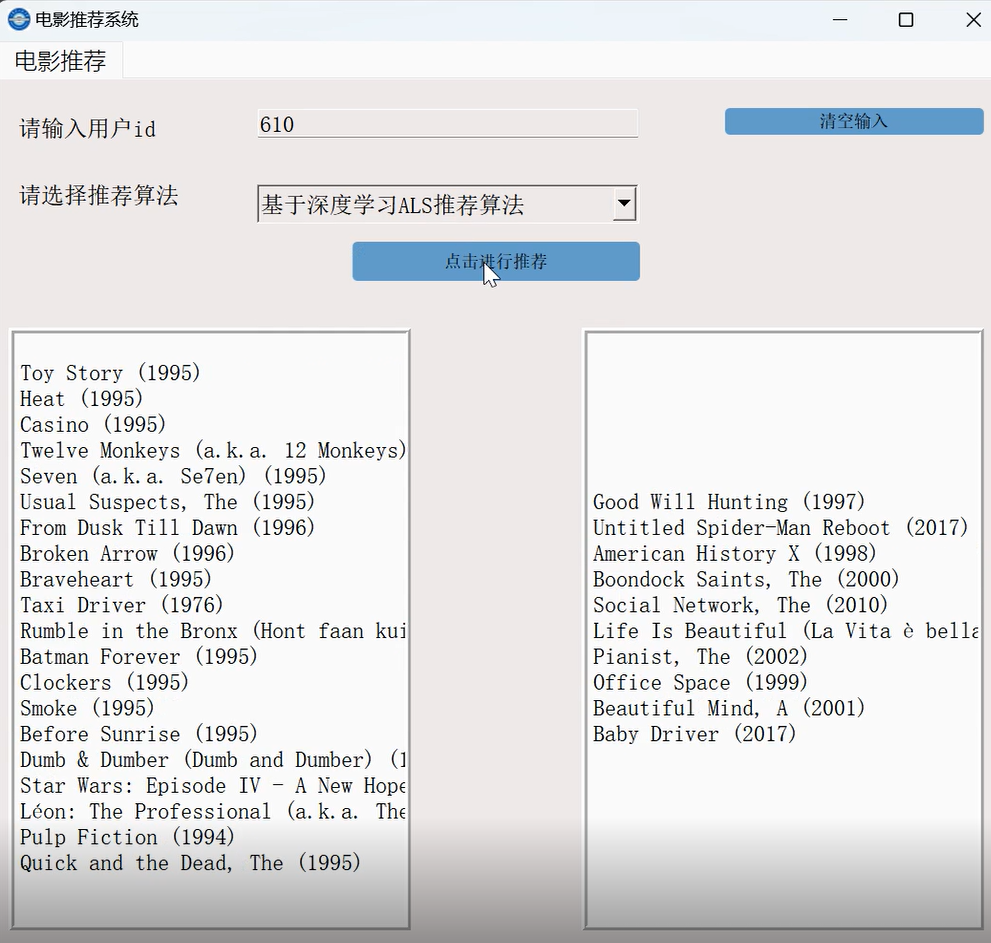 电影推荐系统
电影推荐
请输入用户id
610
清空输入
请选择推荐算法
基于深度学习ALS推荐算法
点击进行推荐
Toy Story (1995)
Heat (1995)
Casino (1995)
Twelve Monkeys (a.k.a. 12 Monkeys)
Seven (a.k.a. Se7en) (1995)
Usual Suspects, The (1995)
From Dusk Till Dawn (1996)
Broken Arrow (1996)
Braveheart (1995)
Taxi Driver (1976)
Rumble in the Bronx (Hont faan kui
Batman Forever (1995)
Clockers (1995)
Smoke (1995)
Before Sunrise (1995)
Dumb & Dumber (Dumb and Dumber) (1
Star Wars: Episode IV - A New Hope
Léon: The Professional (a.k.a. The
Pulp Fiction (1994)
Quick and the Dead, The (1995)
Good Will Hunting (1997)
Untitled Spider-Man Reboot (2017)
American History X (1998)
Boondock Saints, The (2000)
Social Network, The (2010)
Life Is Beautiful (La Vita è bella
Pianist, The (2002)
Office Space (1999)
Beautiful Mind, A (2001)
Baby Driver (2017)